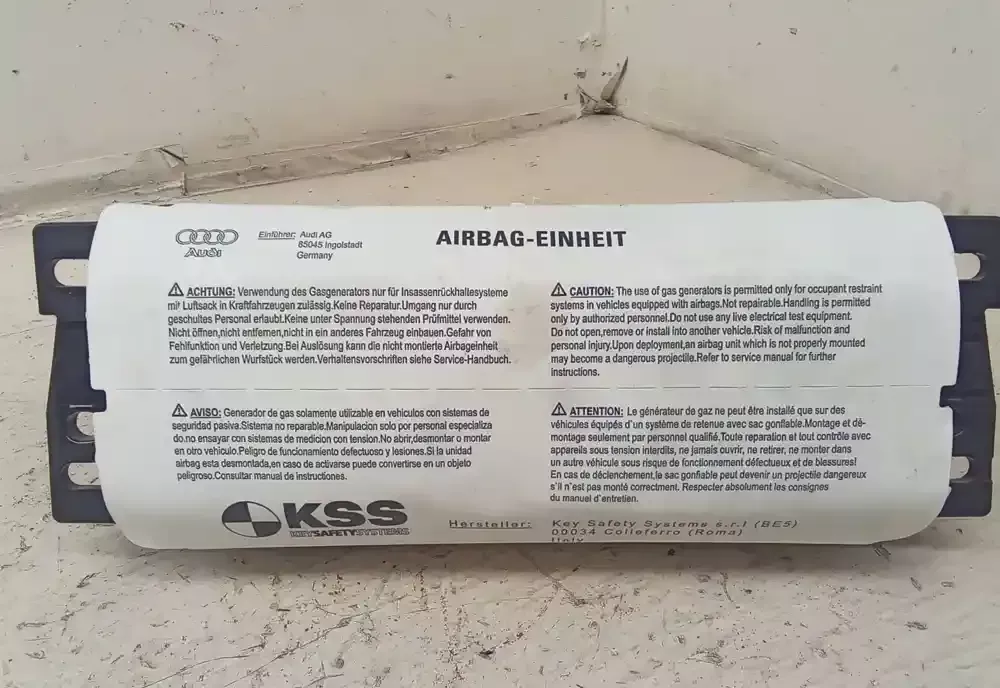 Audi
Einführer: Audi AG
85045 Ingolstadt
Germany
AIRBAG-EINHEIT
ACHTUNG: Verwendung des Gasgenerators nur für Insassenrückhallesysteme
mit Luftsack in Kraftfahrzeugen zulässig.Keine Reparatur.Umgang nur durch
geschultes Personal erlaubt.Keine unter Spannung stehenden Prüfmittel verwenden.
Nicht öffnen,nicht entfernen,nicht in ein anderes Fahrzeug einbauen.Gefahr von
Fehlfunktion und Verletzung.Bei Auslösung kann die nicht montierte Airbageinheit
zum gefährlichen Wurfstück werden.Verhaltensvorschriften siehe Service-Handbuch.
CAUTION: The use of gas generators is permitted only for occupant restraint
systems in vehicles equipped with airbags.Not repairable.Handling is permitted
only by authorized personnel.Do not use any live electrical test equipment.
Do not open,remove or install into another vehicle.Risk of malfunction and
personal injury.Upon deployment,an airbag unit which is not properly mounted
may become a dangerous projectile.Refer to service manual for further
instructions.
AVISO: Generador de gas solamente utilizable en vehiculos con sistemas de
seguridad pasiva.Sistema no reparable.Manipulacion solo por personal especializa
do.no ensayar con sistemas de medicion con tension.No abrir,desmontar o montar
en otro vehiculo.Peligro de funcionamiento defectuoso y lesiones.Si la unidad
airbag esta desmontada,en caso de activarse puede convertirse en un objeto
peligroso.Consultar manual de instructiones.
ATTENTION: Le générateur de gaz ne peut être installé que sur des
véhicules équipés d'un système de retenue avec sac gonflable.Montage et dé-
montage seulement par personnel qualifié.Toute reparation et tout contrôle avec
appareils sous tension interdits, ne jamais ouvrir, ne retirer, ne monter dans
un autre véhicule sous risque de fonctionnement défectueux et de blessures!
En cas de déclenchement,le sac gonfiable peut devenir un projectile dangereux
s'il n'est pas monté correctment. Respecter absolument les consignes
du manuel d'entretien.
KSS
KEYSAFETYSYSTEMS
Hersteller: Key Safety Systems s.r.l (BE5)
00034 Colleferro (Roma)
Italy